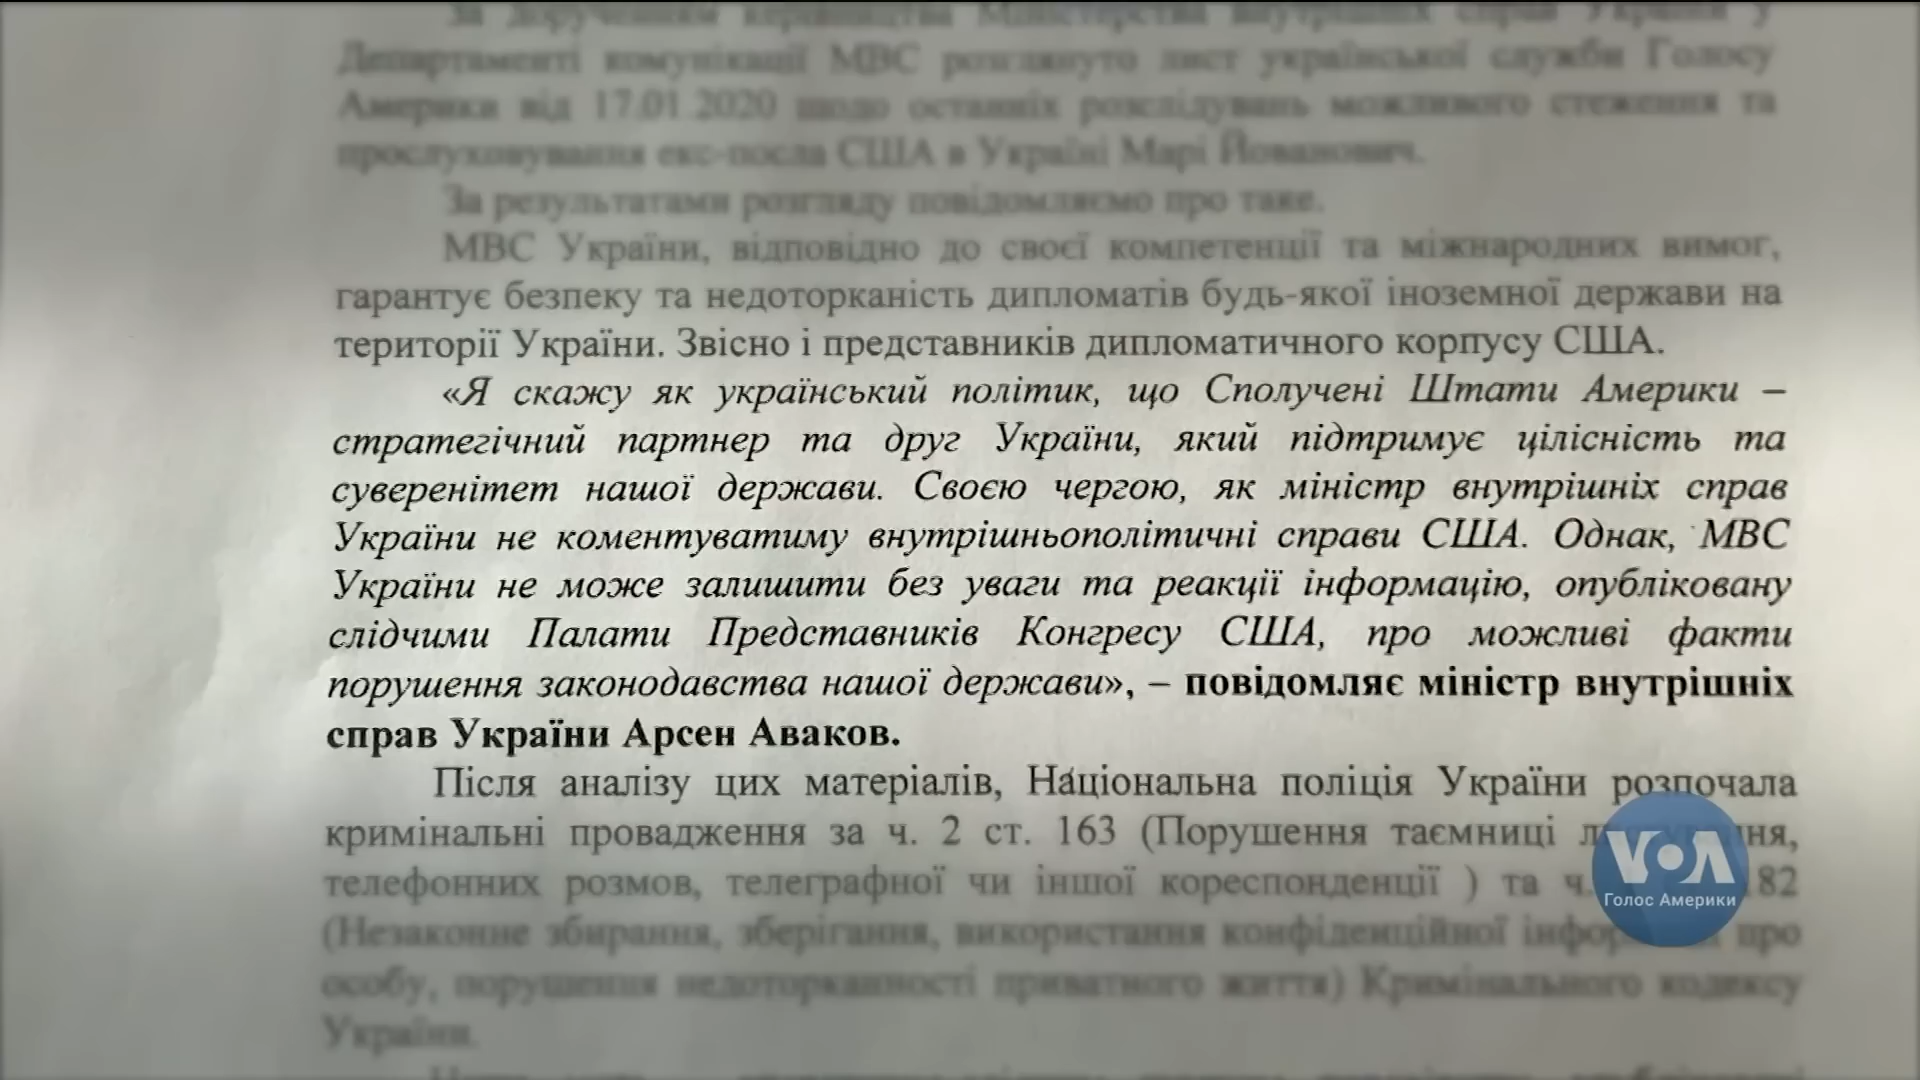 За дорученням керівництва Міністерства внутрішніх справ України у
Департаменті комунікації МВС розглянуто лист української служби Голосу
Америки від 17.01.2020 щодо останніх розслідувань можливого стеження та
прослуховування екс-посла США в Україні Марі Йованович.
За результатами розгляду повідомляємо про таке.
МВС України, відповідно до своєї компетенції та міжнародних вимог,
гарантує безпеку та недоторканість дипломатів будь-якої іноземної держави на
території України. Звісно і представників дипломатичного корпусу США.
«Я скажу як український політик, що Сполучені Штати Америки –
стратегічний партнер та друг України, який підтримує цілісність та
суверенітет нашої держави. Своєю чергою, як міністр внутрішніх справ
України не коментуватиму внутрішньополітичні справи США. Однак, МВС
України не може залишити без уваги та реакції інформацію, опубліковану
слідчими Палати Представників Конгресу США, про можливі факти
порушення законодавства нашої держави», – повідомляє міністр внутрішніх
справ України Арсен Аваков.
Після аналізу цих матеріалів, Національна поліція України розпочала
кримінальні провадження за ч. 2 ст. 163 (Порушення таємниці
телефонних розмов, телеграфної чи іншої кореспонденції ) та ч. 182
(Незаконне збирання, зберігання, використання конфіденційної про
особу, порушення недоторканності приватного життя) Кримінального кодексу
України.
VOA
Голос Америки